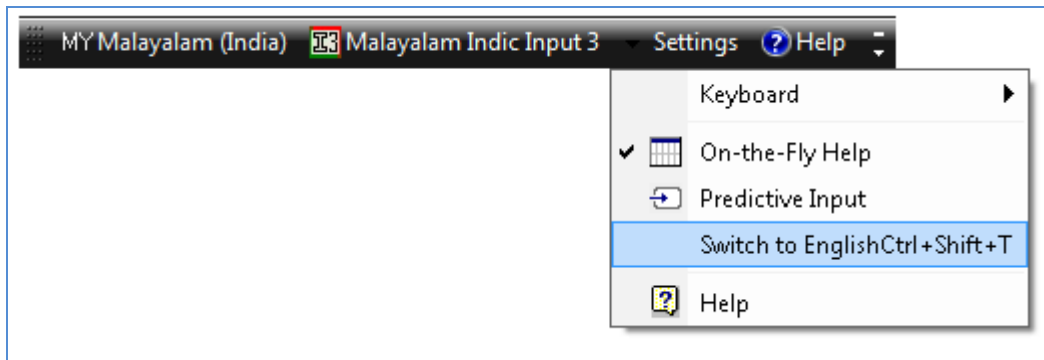 MY Malayalam (India) I3 Malayalam Indic Input 3 Settings ? Help
Keyboard
On-the-Fly Help
Predictive Input
Switch to EnglishCtrl+Shift+T
? Help